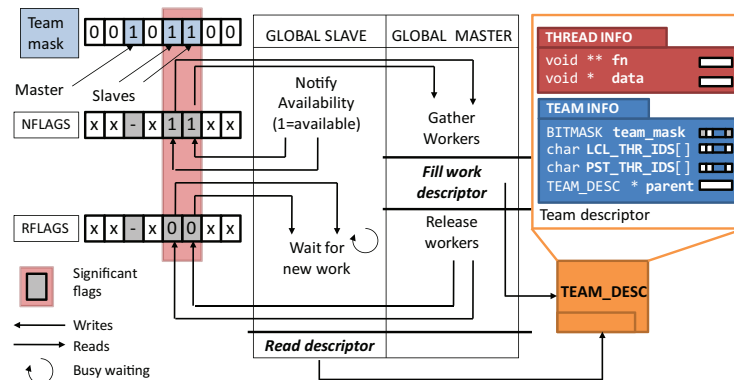 Team
mask
0 0 1 0 1 1 0 0
Master
Slaves
NFLAGS
x x - x 1 1 x x
RFLAGS
x x - x 0 0 x x
Significant
flags
Writes
Reads
Busy waiting
GLOBAL SLAVE
GLOBAL MASTER
Notify
Availability
(1=available)
Gather
Workers
Fill work
descriptor
Release
workers
Wait for
new work
Read descriptor
THREAD INFO
void ** fn
void * data
TEAM INFO
BITMASK team_mask
char LCL_THR_IDS[]
char PST_THR_IDS[]
TEAM_DESC * parent
Team descriptor
TEAM_DESC